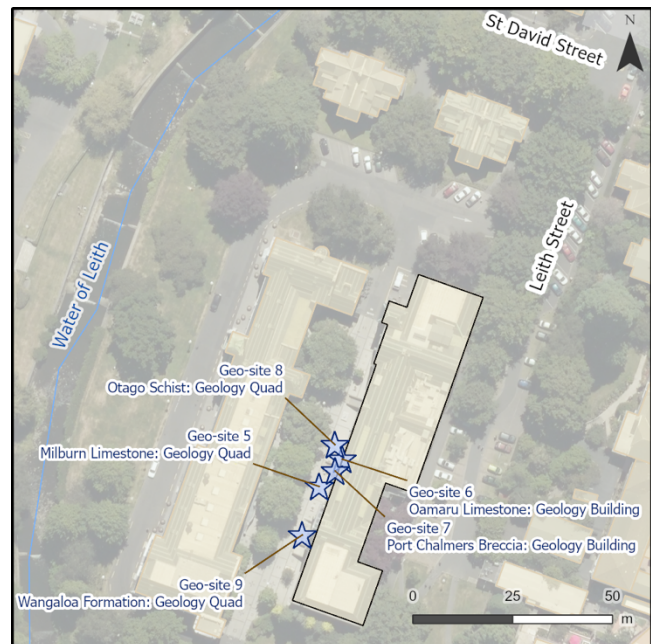 N
St David Street
Leith Street
Water of Leith
Geo-site 8
Otago Schist: Geology Quad
Geo-site 5
Milburn Limestone: Geology Quad
Geo-site 6
Oamaru Limestone: Geology Building
Geo-site 7
Port Chalmers Breccia: Geology Building
Geo-site 9
Wangaloa Formation: Geology Quad
0 25 50
m